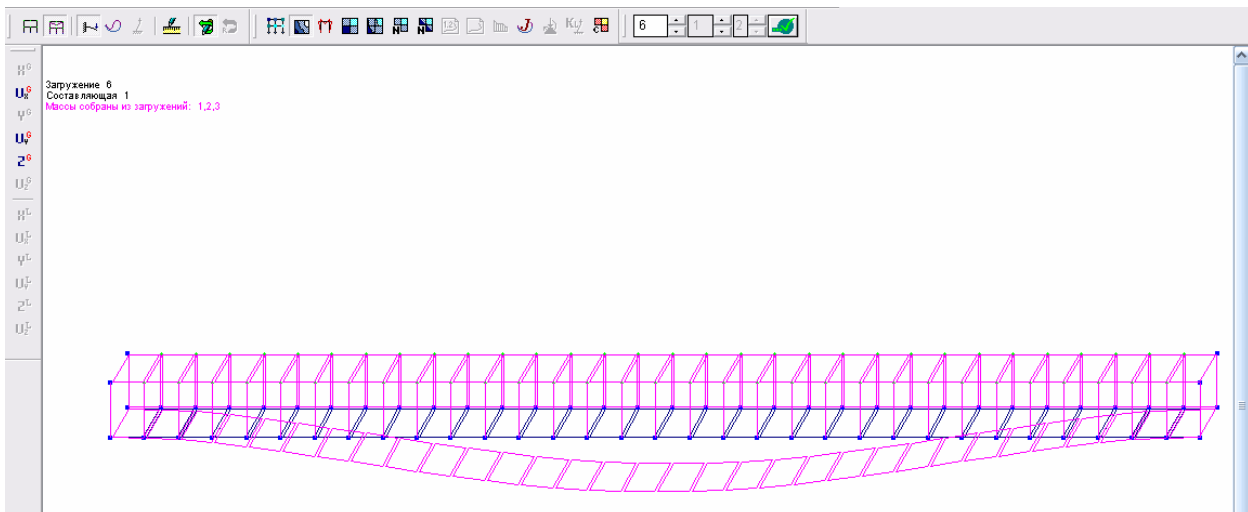 6 1 2
Загружение 6
Составляющая 1
Массы собраны из загружений: 1,2,3